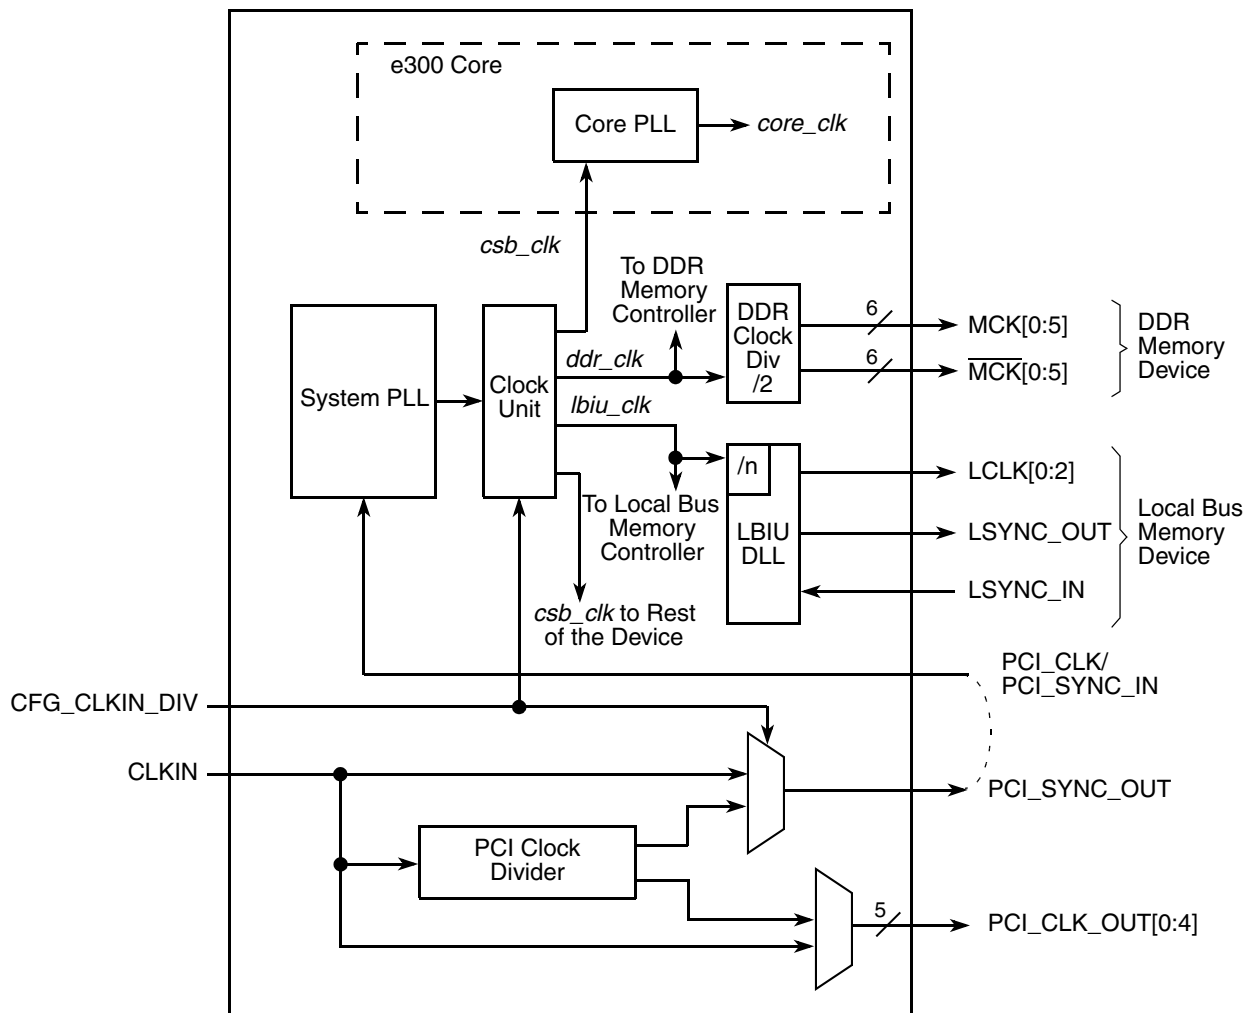 e300 Core
Core PLL
core_clk
csb_clk
To DDR
Memory
Controller
DDR
Clock
Div
/2
6
MCK[0:5]
6
M̅C̅K̅[0:5]
DDR
Memory
Device
System PLL
Clock
Unit
ddr_clk
lbiu_clk
/n
LBIU
DLL
To Local Bus
Memory
Controller
LCLK[0:2]
LSYNC_OUT
LSYNC_IN
Local Bus
Memory
Device
csb_clk to Rest
of the Device
PCI_CLK/
PCI_SYNC_IN
CFG_CLKIN_DIV
CLKIN
PCI_SYNC_OUT
PCI Clock
Divider
5
PCI_CLK_OUT[0:4]